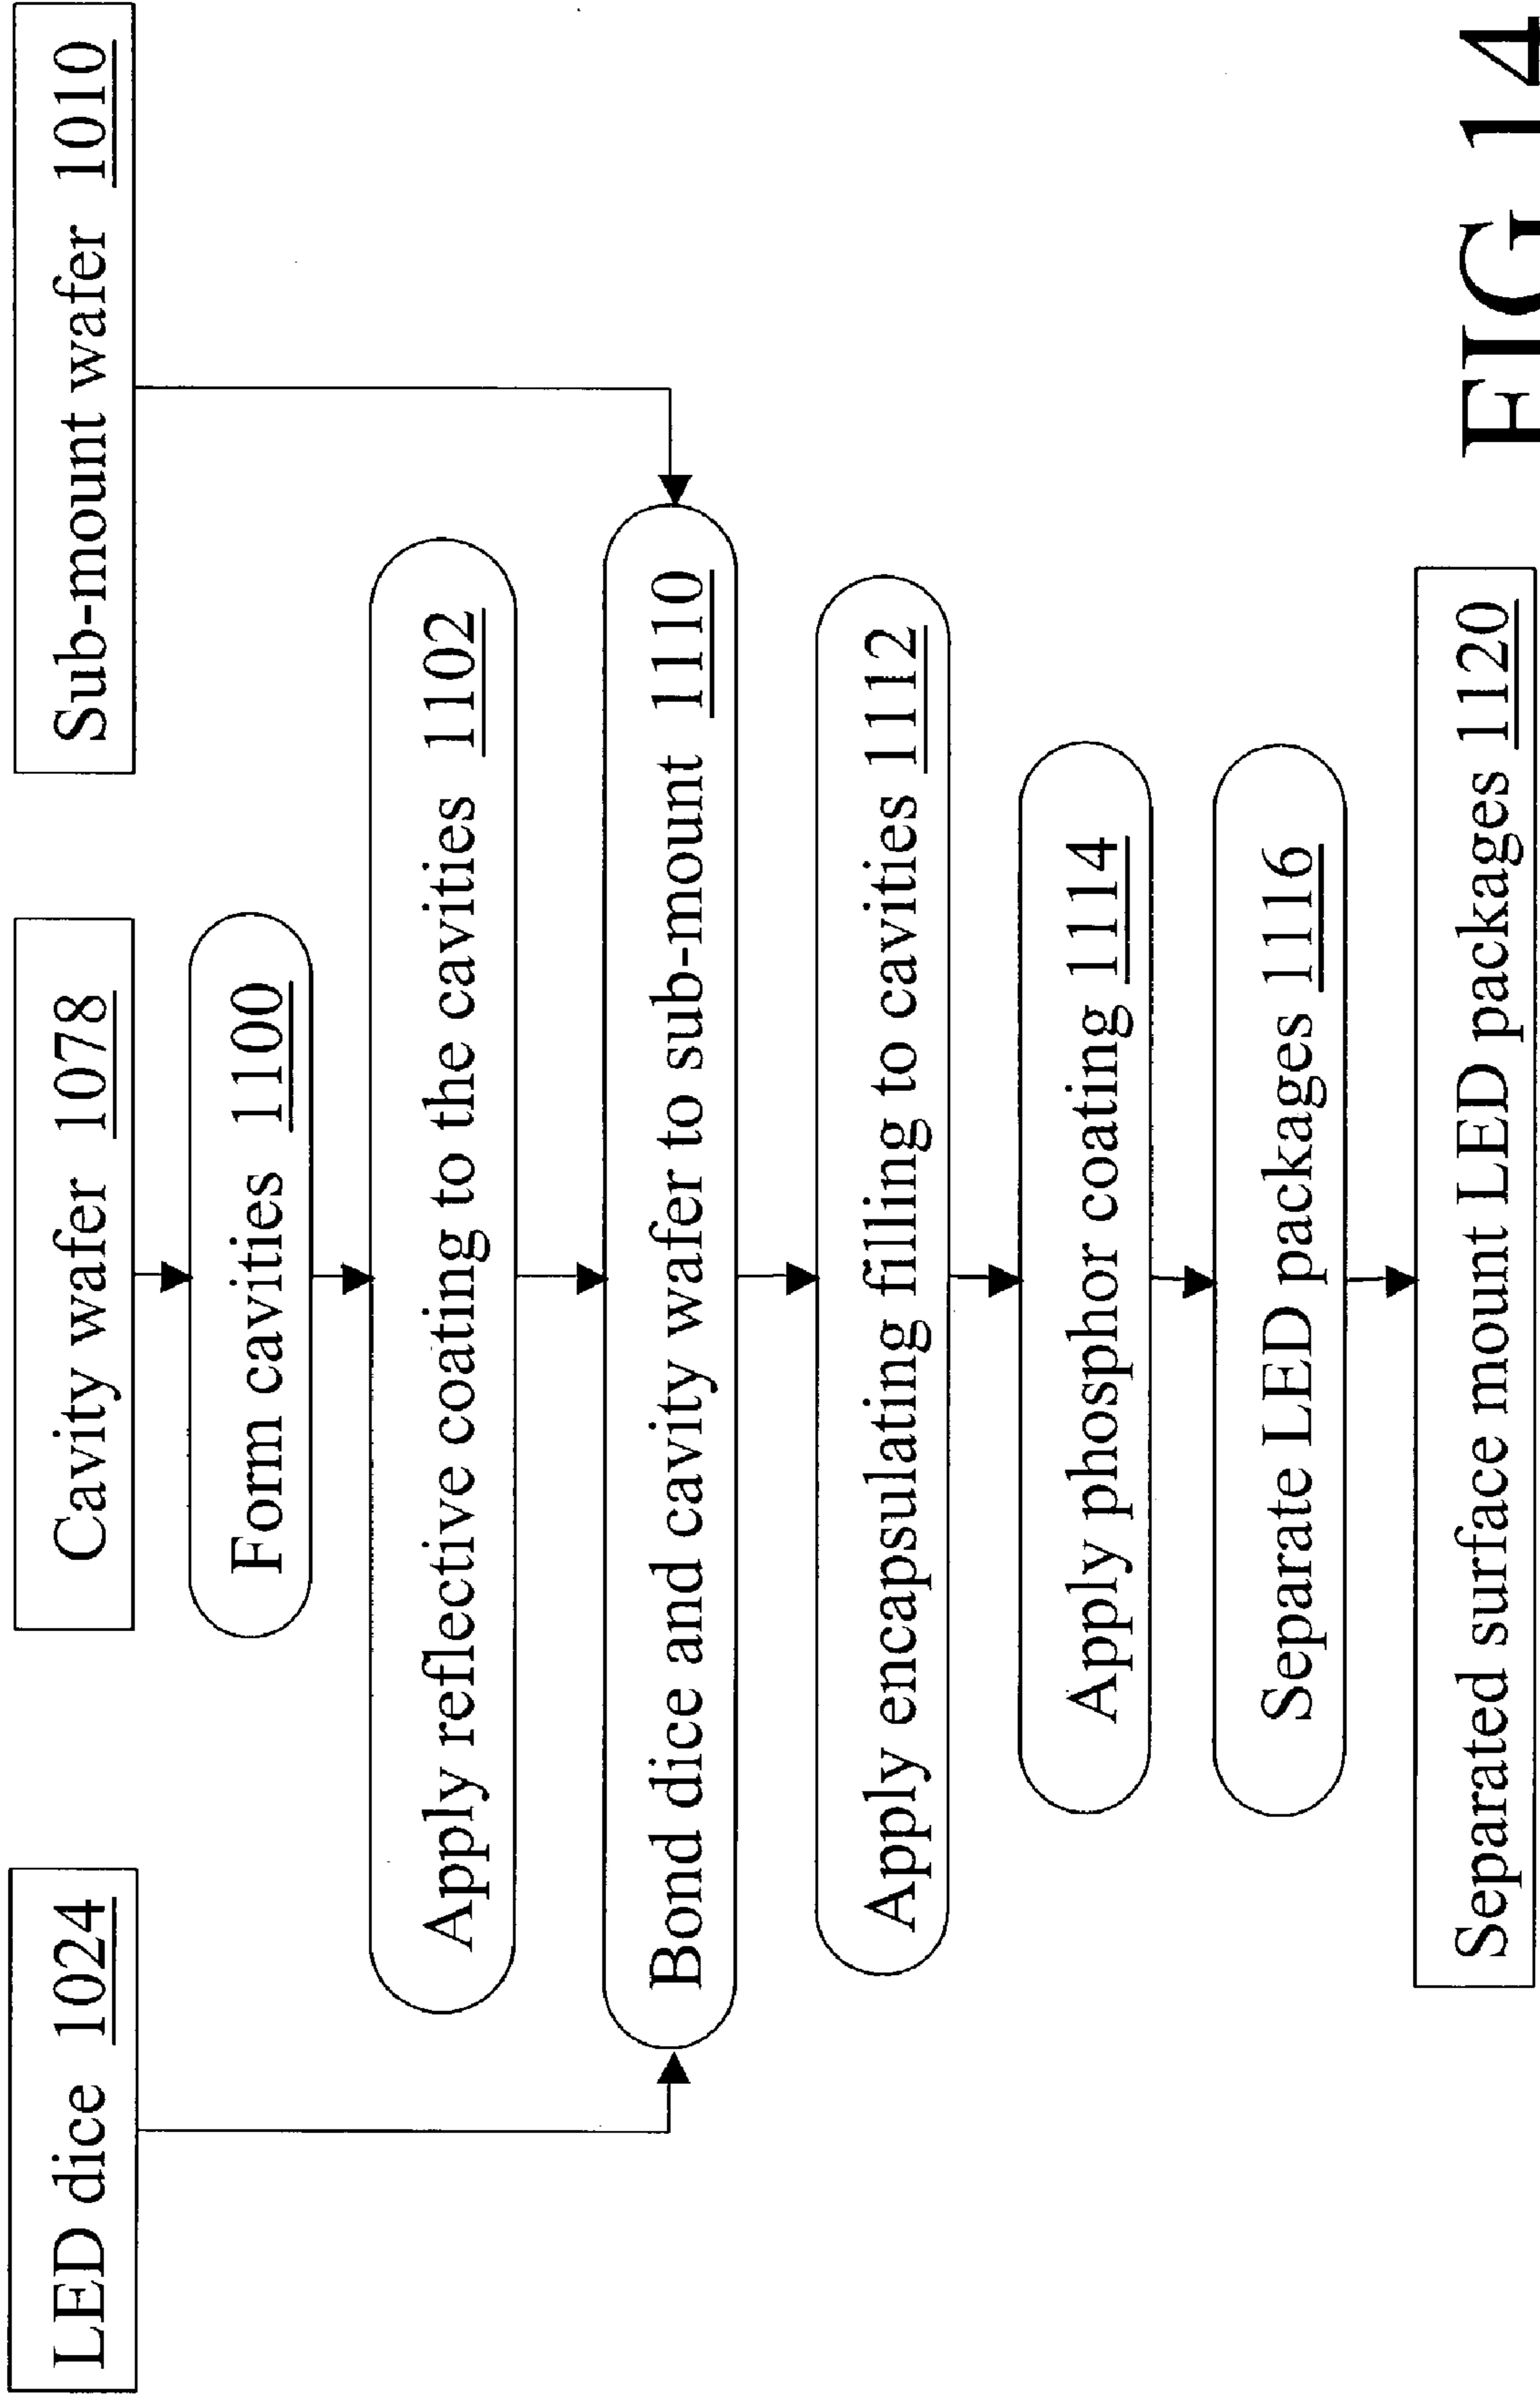 LED dice 1024
Cavity wafer 1078
Sub-mount wafer 1010
Form cavities 1100
Apply reflective coating to the cavities 1102
Bond dice and cavity wafer to sub-mount 1110
Apply encapsulating filling to cavities 1112
Apply phosphor coating 1114
Separate LED packages 1116
Separated surface mount LED packages 1120
FIG 14